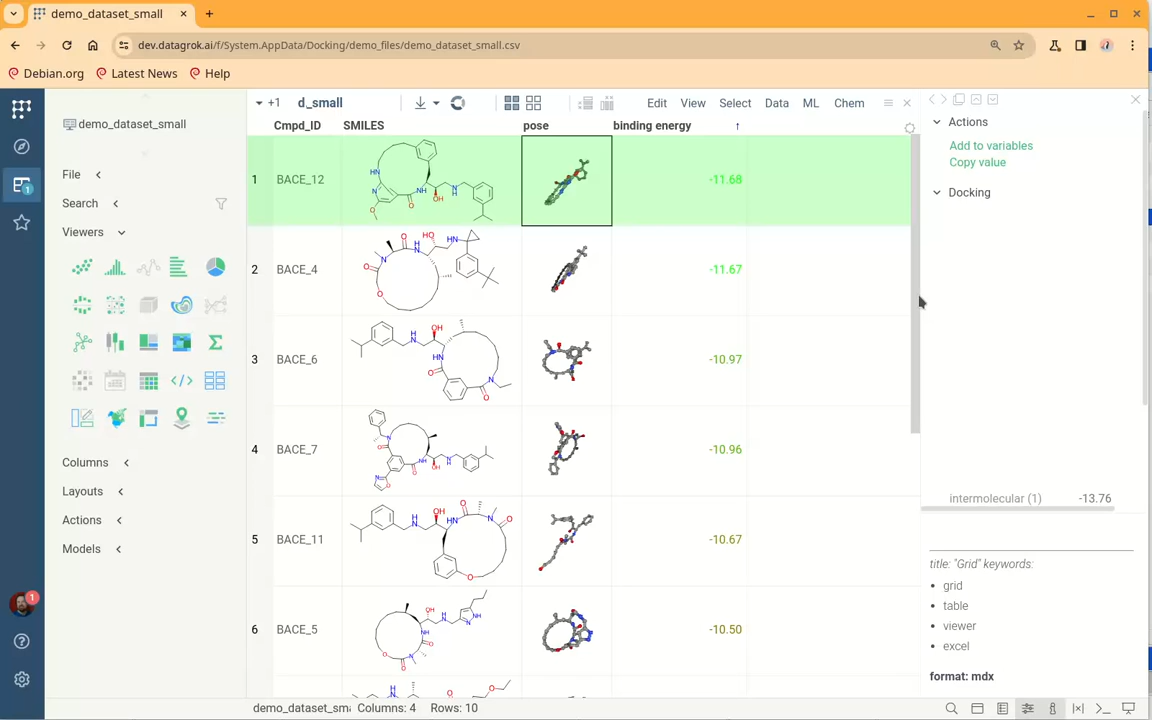 demo_dataset_small
dev.datagrok.ai/f/System.AppData/Docking/demo_files/demo_dataset_small.csv
Debian.org Latest News Help
+1 d_small Edit View Select Data ML Chem
demo_dataset_small
File
Search
Viewers
Columns
Layouts
Actions
Models
1
1
Cmpd_ID SMILES pose binding energy ↑
1 BACE_12 -11.68
2 BACE_4 -11.67
3 BACE_6 -10.97
4 BACE_7 -10.96
5 BACE_11 -10.67
6 BACE_5 -10.50
Actions
Add to variables
Copy value
Docking
intermolecular (1) -13.76
title: "Grid" keywords:
• grid
• table
• viewer
• excel
format: mdx
demo_dataset_sma Columns: 4 Rows: 10